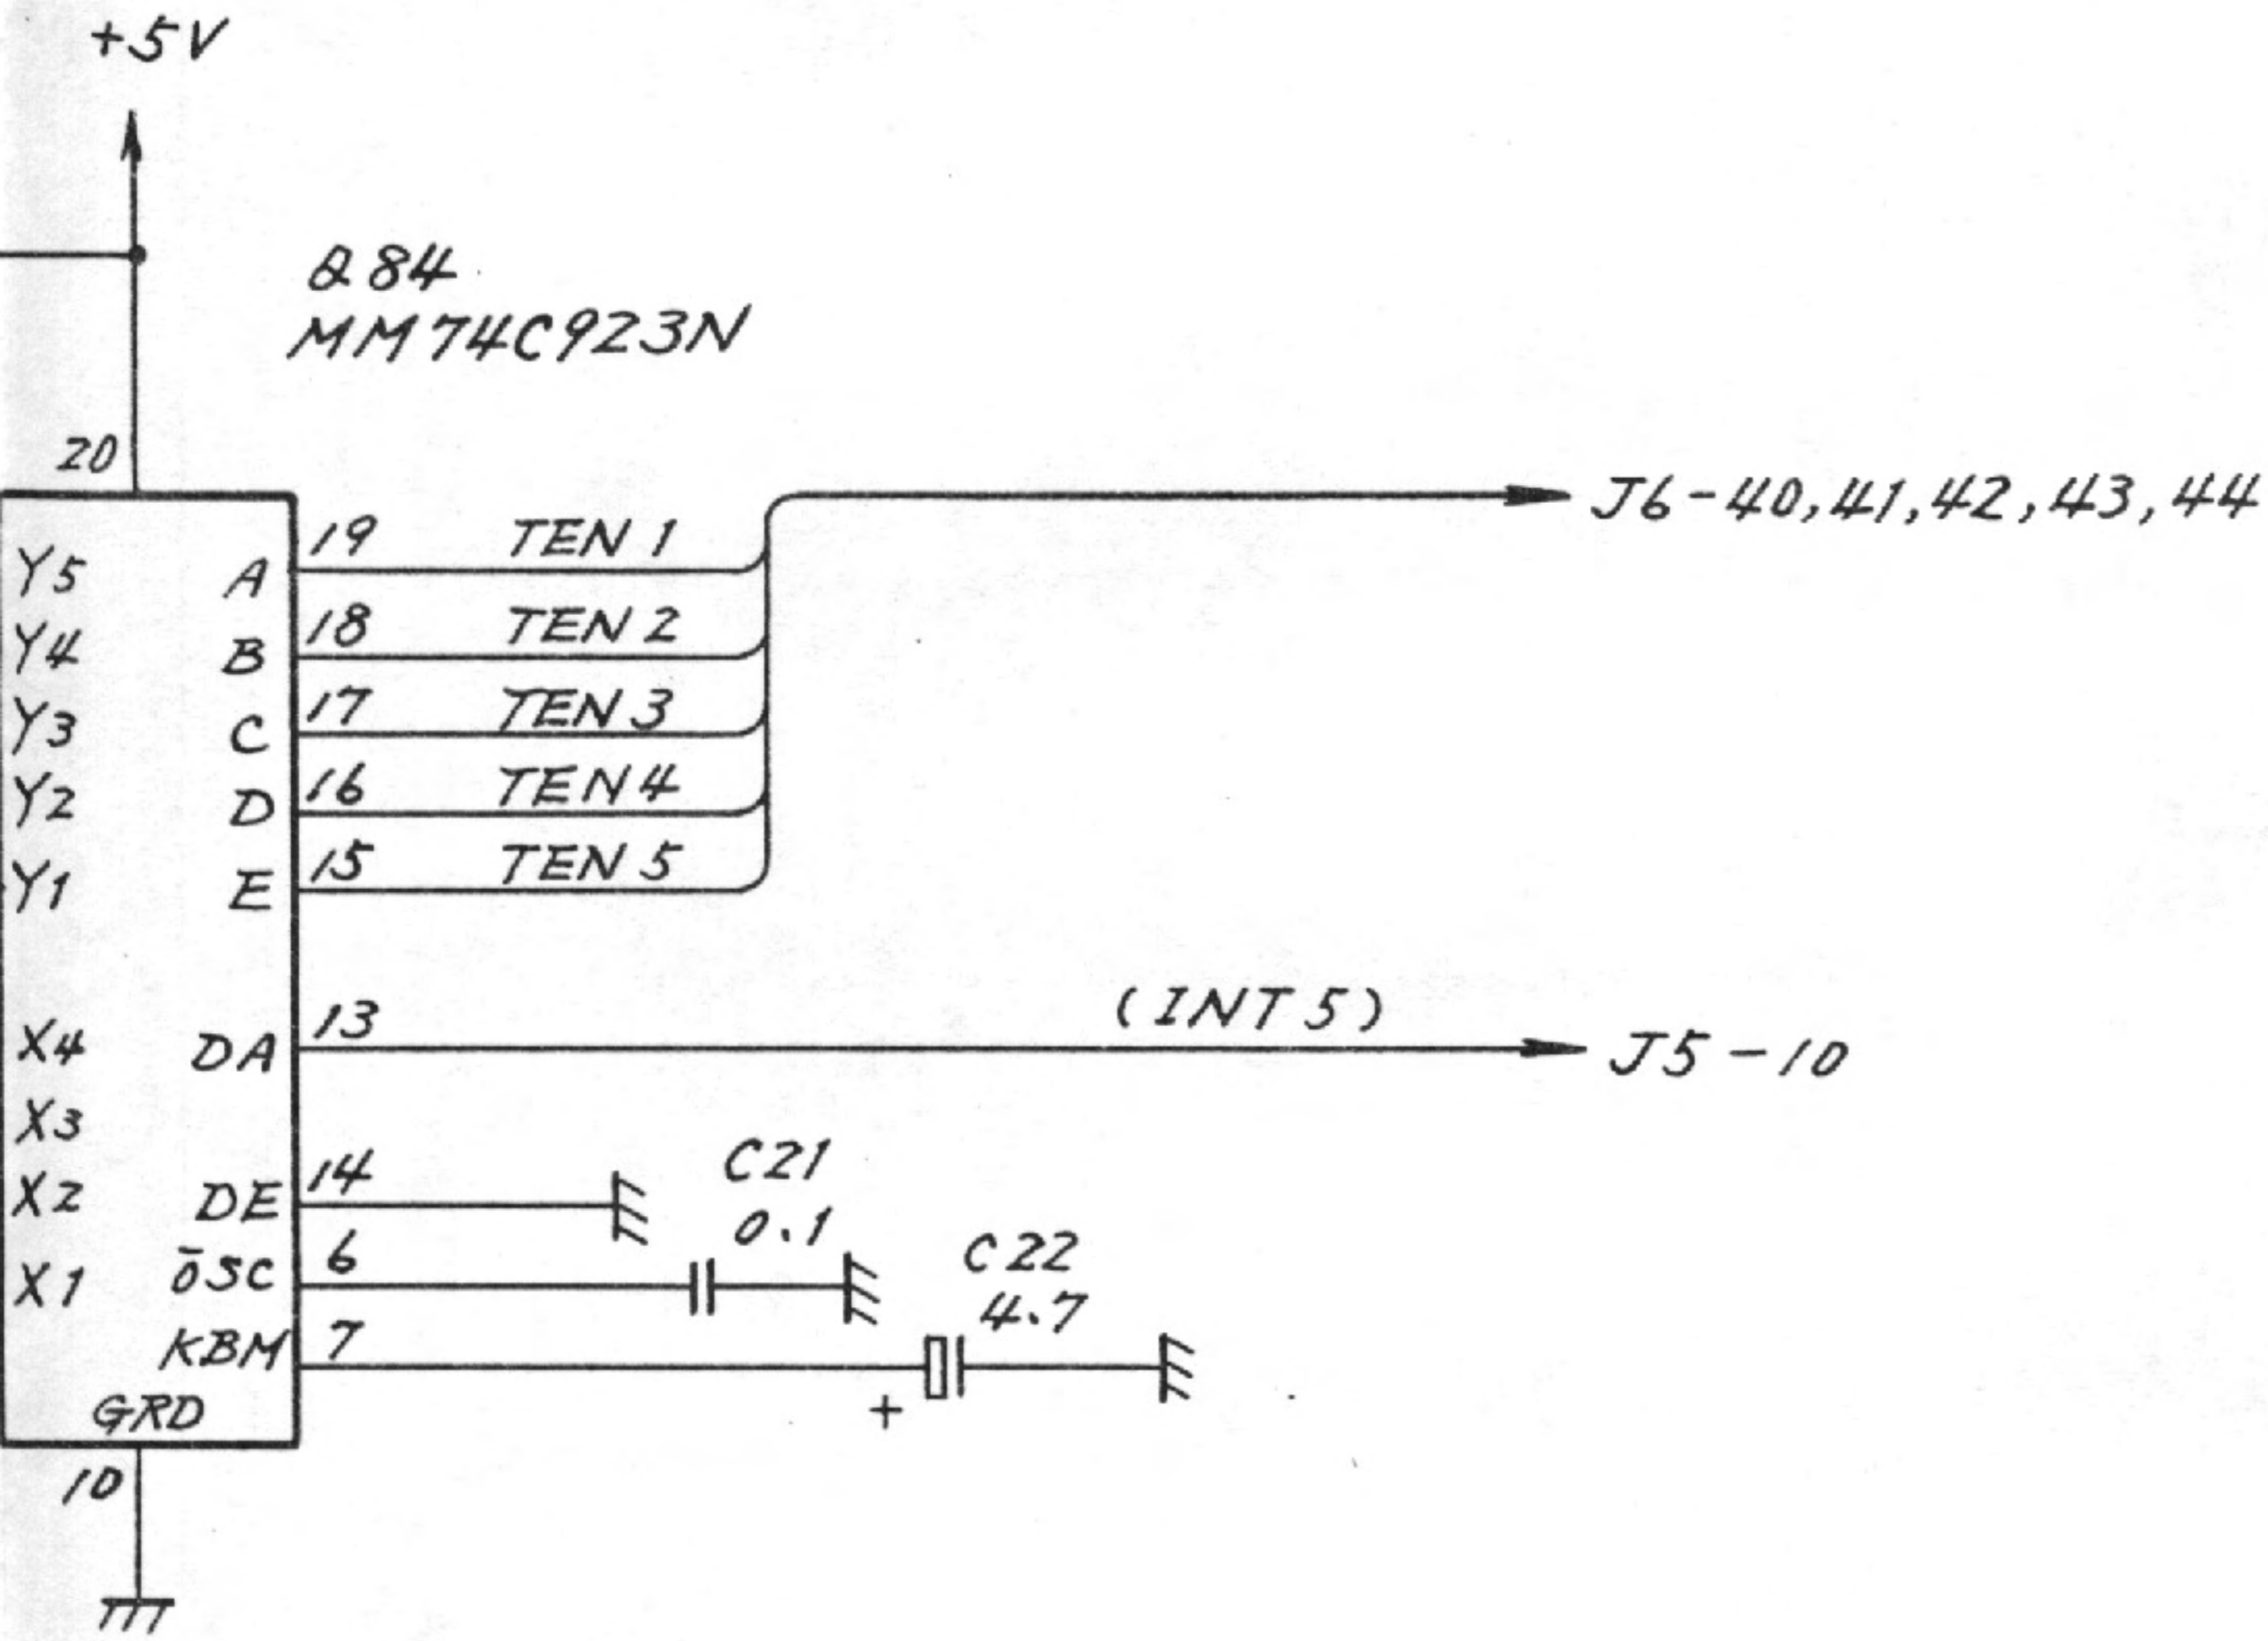 +5V
Q84
MM74C923N
20
J6-40,41,42,43,44
19 TEN 1
Y5 A
18 TEN 2
Y4 B
17 TEN 3
Y3 C
16 TEN 4
Y2 D
15 TEN 5
Y1 E
(INT 5)
13
X4 DA J5-10
X3
C21
14
X2 DE
0.1
C22
6
X1 ōSC
4.7
7
KBM
+
GRD
10